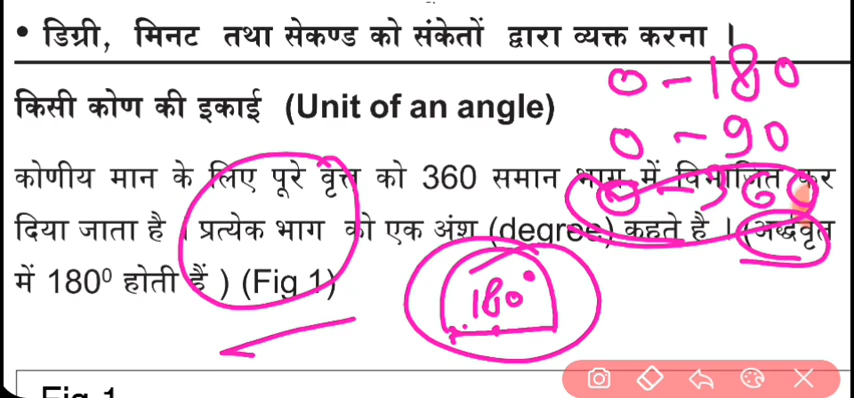 • डिग्री, मिनट तथा सेकण्ड को संकेतों द्वारा व्यक्त करना |
0 - 180
किसी कोण की इकाई (Unit of an angle)
0 - 90
कोणीय मान के लिए पूरे वृत्त को 360 समान भाग में विभाजित कर
0 - 360
दिया जाता है | प्रत्येक भाग को एक अंश (degree) कहते है | (अर्द्धवृत
में 180⁰ होती हैं ) (Fig 1)
180°
Fig 1